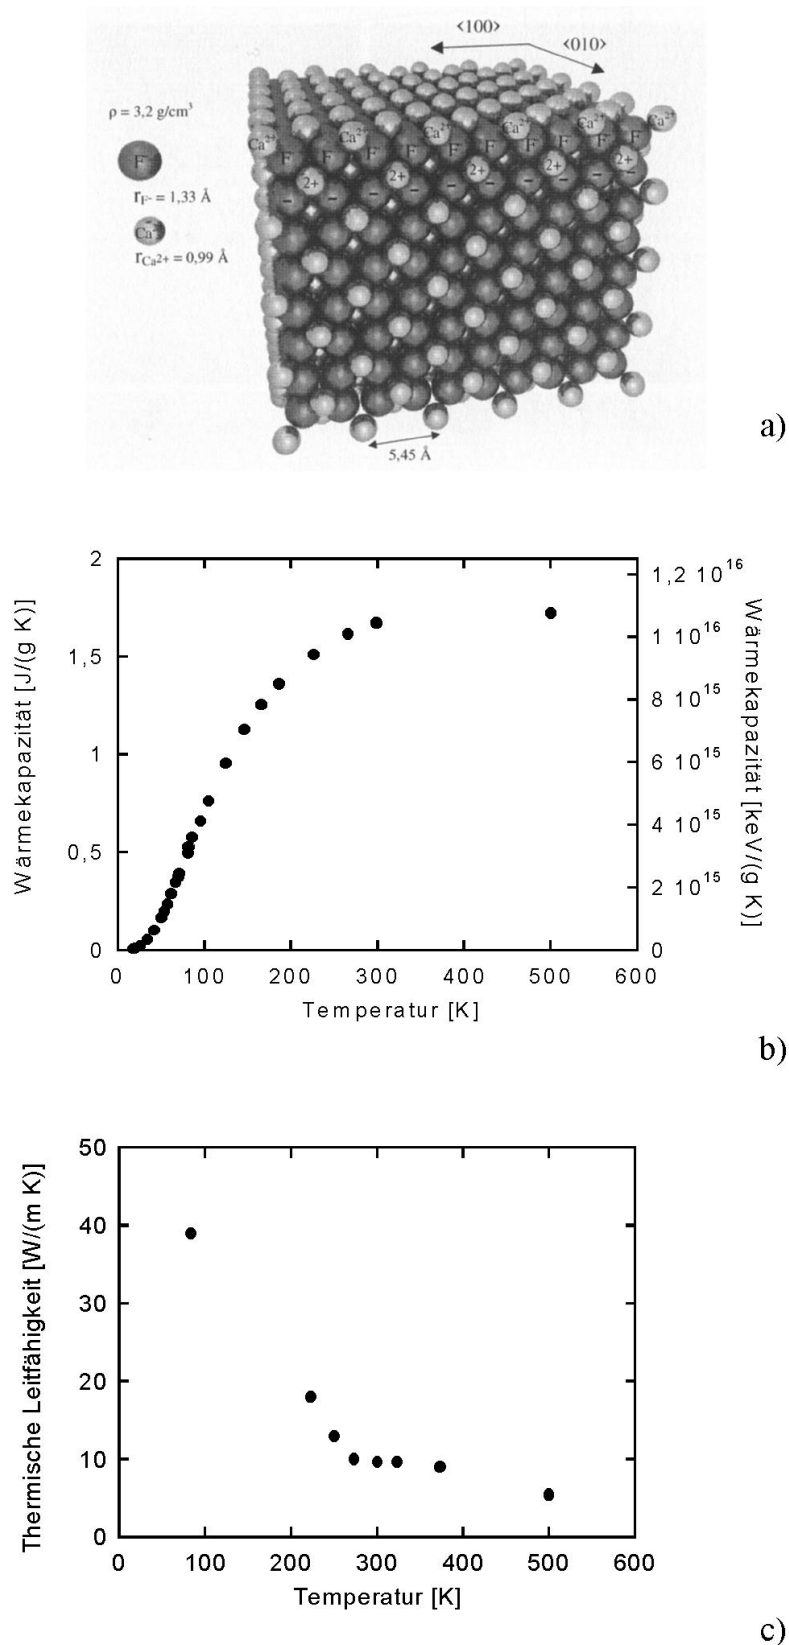 ⟨100⟩
⟨010⟩
ρ = 3,2 g/cm³
F⁻
r_F⁻ = 1,33 Å
Ca²⁺
r_Ca²⁺ = 0,99 Å
Ca²⁺ Ca²⁺ Ca²⁺ Ca²⁺ Ca²⁺ Ca²⁺
F⁻ F⁻ F⁻ F⁻ F⁻ F⁻ F⁻ F⁻ F⁻
2+ 2+ 2+ 2+ 2+
− − − − − − − − −
5,45 Å
a)
Wärmekapazität [J/(g K)]
2
1,5
1
0,5
0
1,2 10¹⁶
1 10¹⁶
8 10¹⁵
6 10¹⁵
4 10¹⁵
2 10¹⁵
0
Wärmekapazität [keV/(g K)]
0 100 200 300 400 500 600
Temperatur [K]
b)
Thermische Leitfähigkeit [W/(m K)]
50
40
30
20
10
0
0 100 200 300 400 500 600
Temperatur [K]
c)